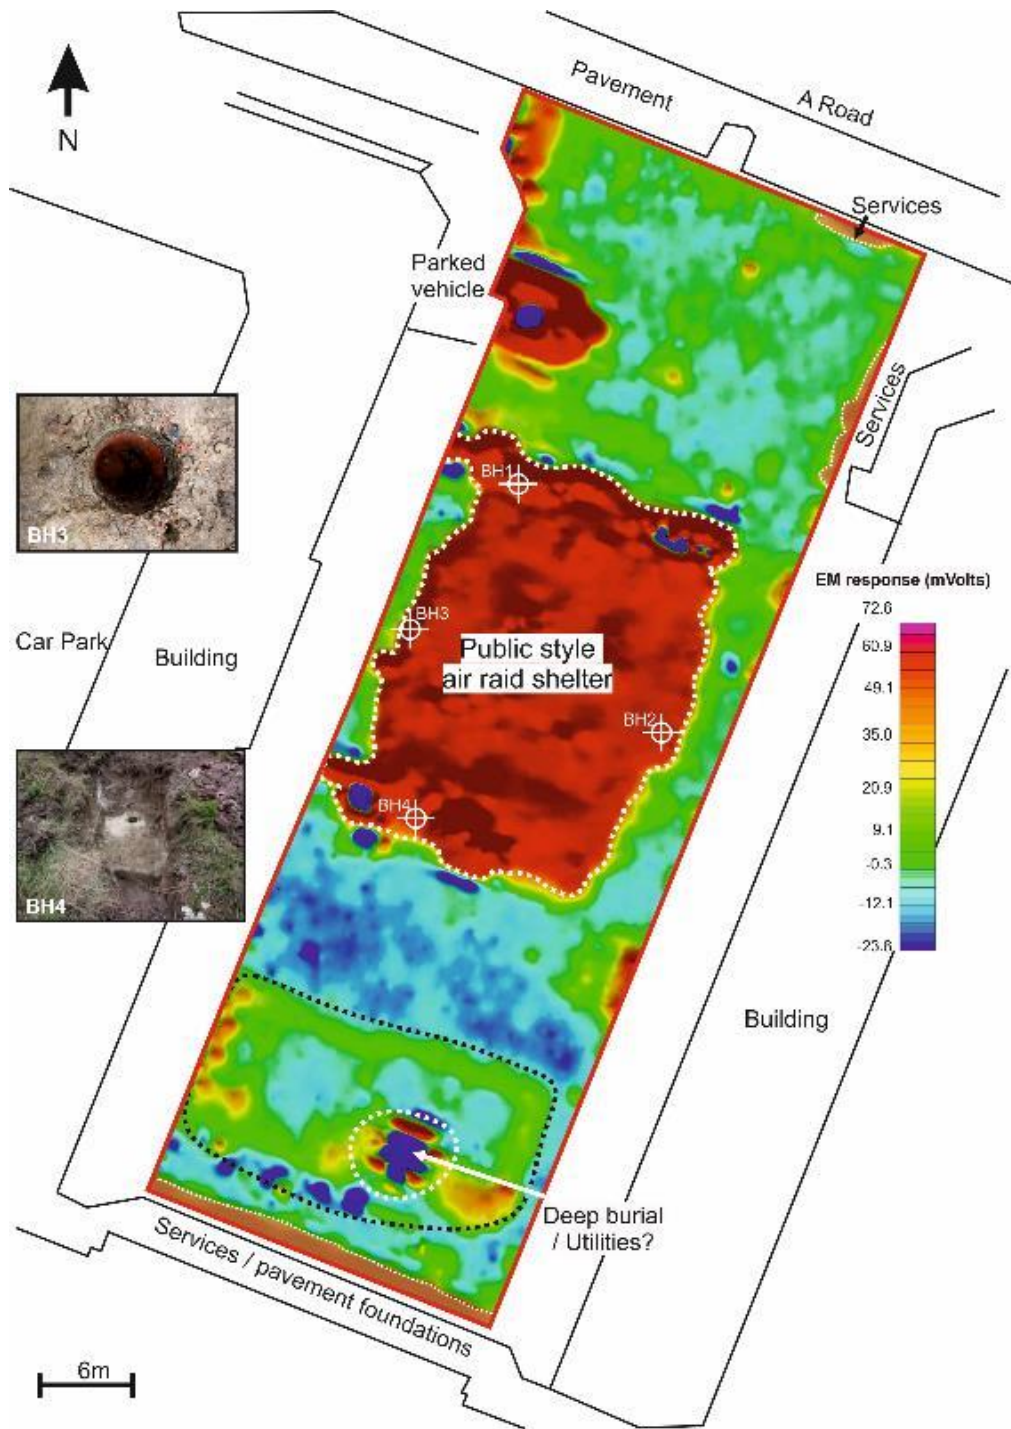 Pavement
A Road
N
Services
Parked
vehicle
Services
BH1
BH3
EM response (mVolts)
72.6
60.9
49.1
35.0
20.9
9.1
-0.3
-12.1
-23.6
BH3
Car Park
Building
Public style
air raid shelter
BH2
BH4
BH4
Building
Deep burial
/ Utilities?
Services / pavement foundations
6m